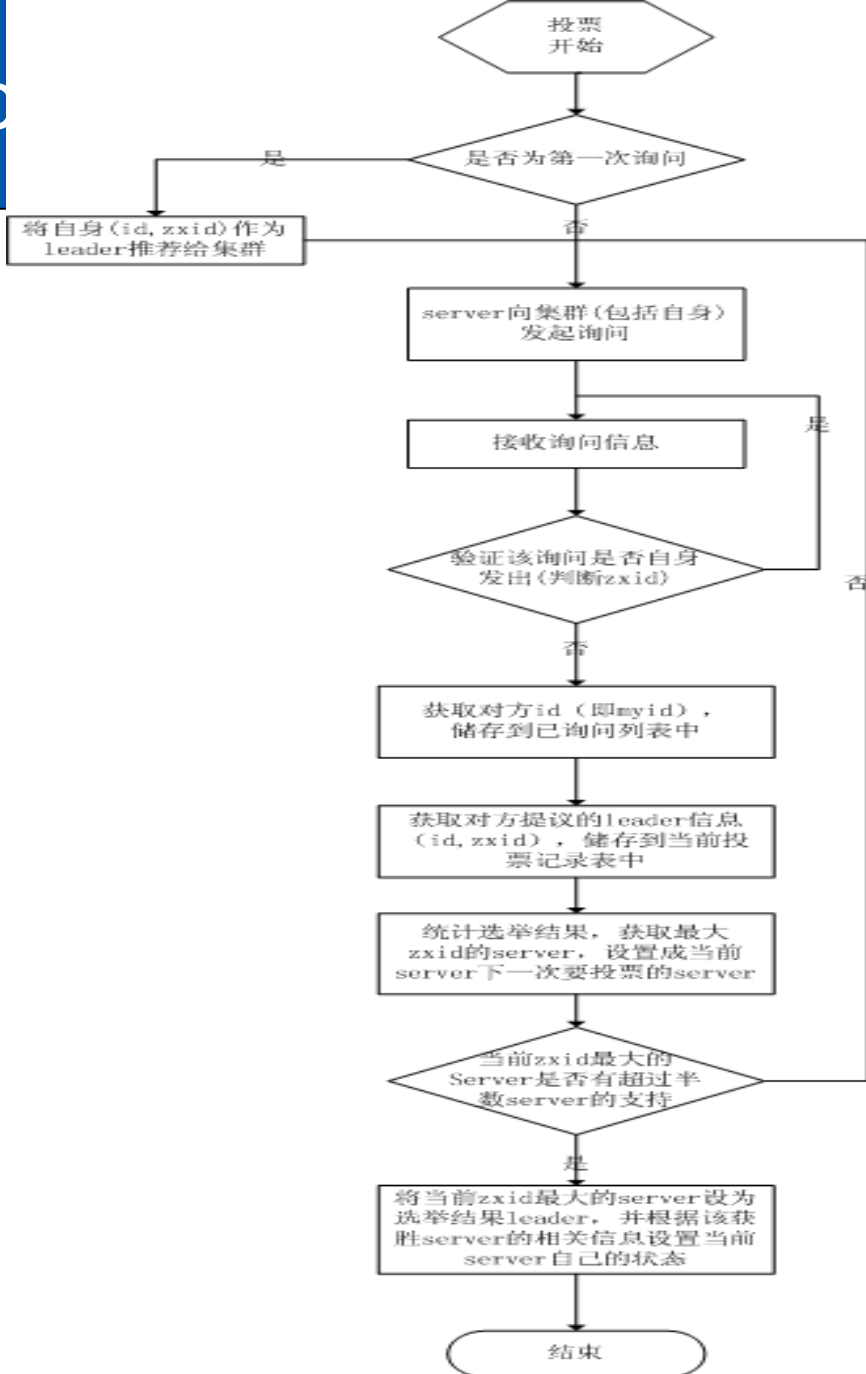 投票
开始
是否为第一次询问
是
否
将自身(id,zxid)作为
leader推荐给集群
server向集群(包括自身)
发起询问
接收询问信息
是
验证该询问是否自身
发出(判断zxid)
否
否
获取对方id（即myid），
储存到已询问列表中
获取对方提议的leader信息
（id,zxid），储存到当前投
票记录表中
统计选举结果，获取最大
zxid的server，设置成当前
server下一次要投票的server
当前zxid最大的
Server是否有超过半
数server的支持
是
将当前zxid最大的server设为
选举结果leader，并根据该获
胜server的相关信息设置当前
server自己的状态
结束